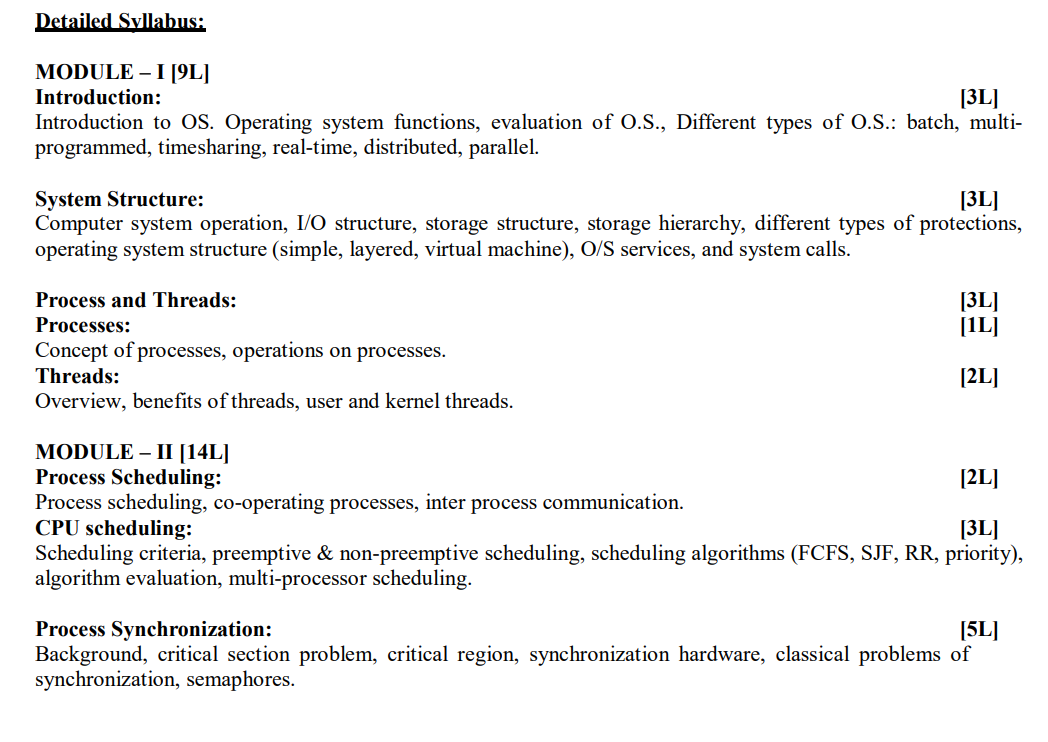 Detailed Syllabus:
MODULE – I [9L]
Introduction: [3L]
Introduction to OS. Operating system functions, evaluation of O.S., Different types of O.S.: batch, multi-
programmed, timesharing, real-time, distributed, parallel.
System Structure: [3L]
Computer system operation, I/O structure, storage structure, storage hierarchy, different types of protections,
operating system structure (simple, layered, virtual machine), O/S services, and system calls.
Process and Threads: [3L]
Processes: [1L]
Concept of processes, operations on processes.
Threads: [2L]
Overview, benefits of threads, user and kernel threads.
MODULE – II [14L]
Process Scheduling: [2L]
Process scheduling, co-operating processes, inter process communication.
CPU scheduling: [3L]
Scheduling criteria, preemptive & non-preemptive scheduling, scheduling algorithms (FCFS, SJF, RR, priority),
algorithm evaluation, multi-processor scheduling.
Process Synchronization: [5L]
Background, critical section problem, critical region, synchronization hardware, classical problems of
synchronization, semaphores.